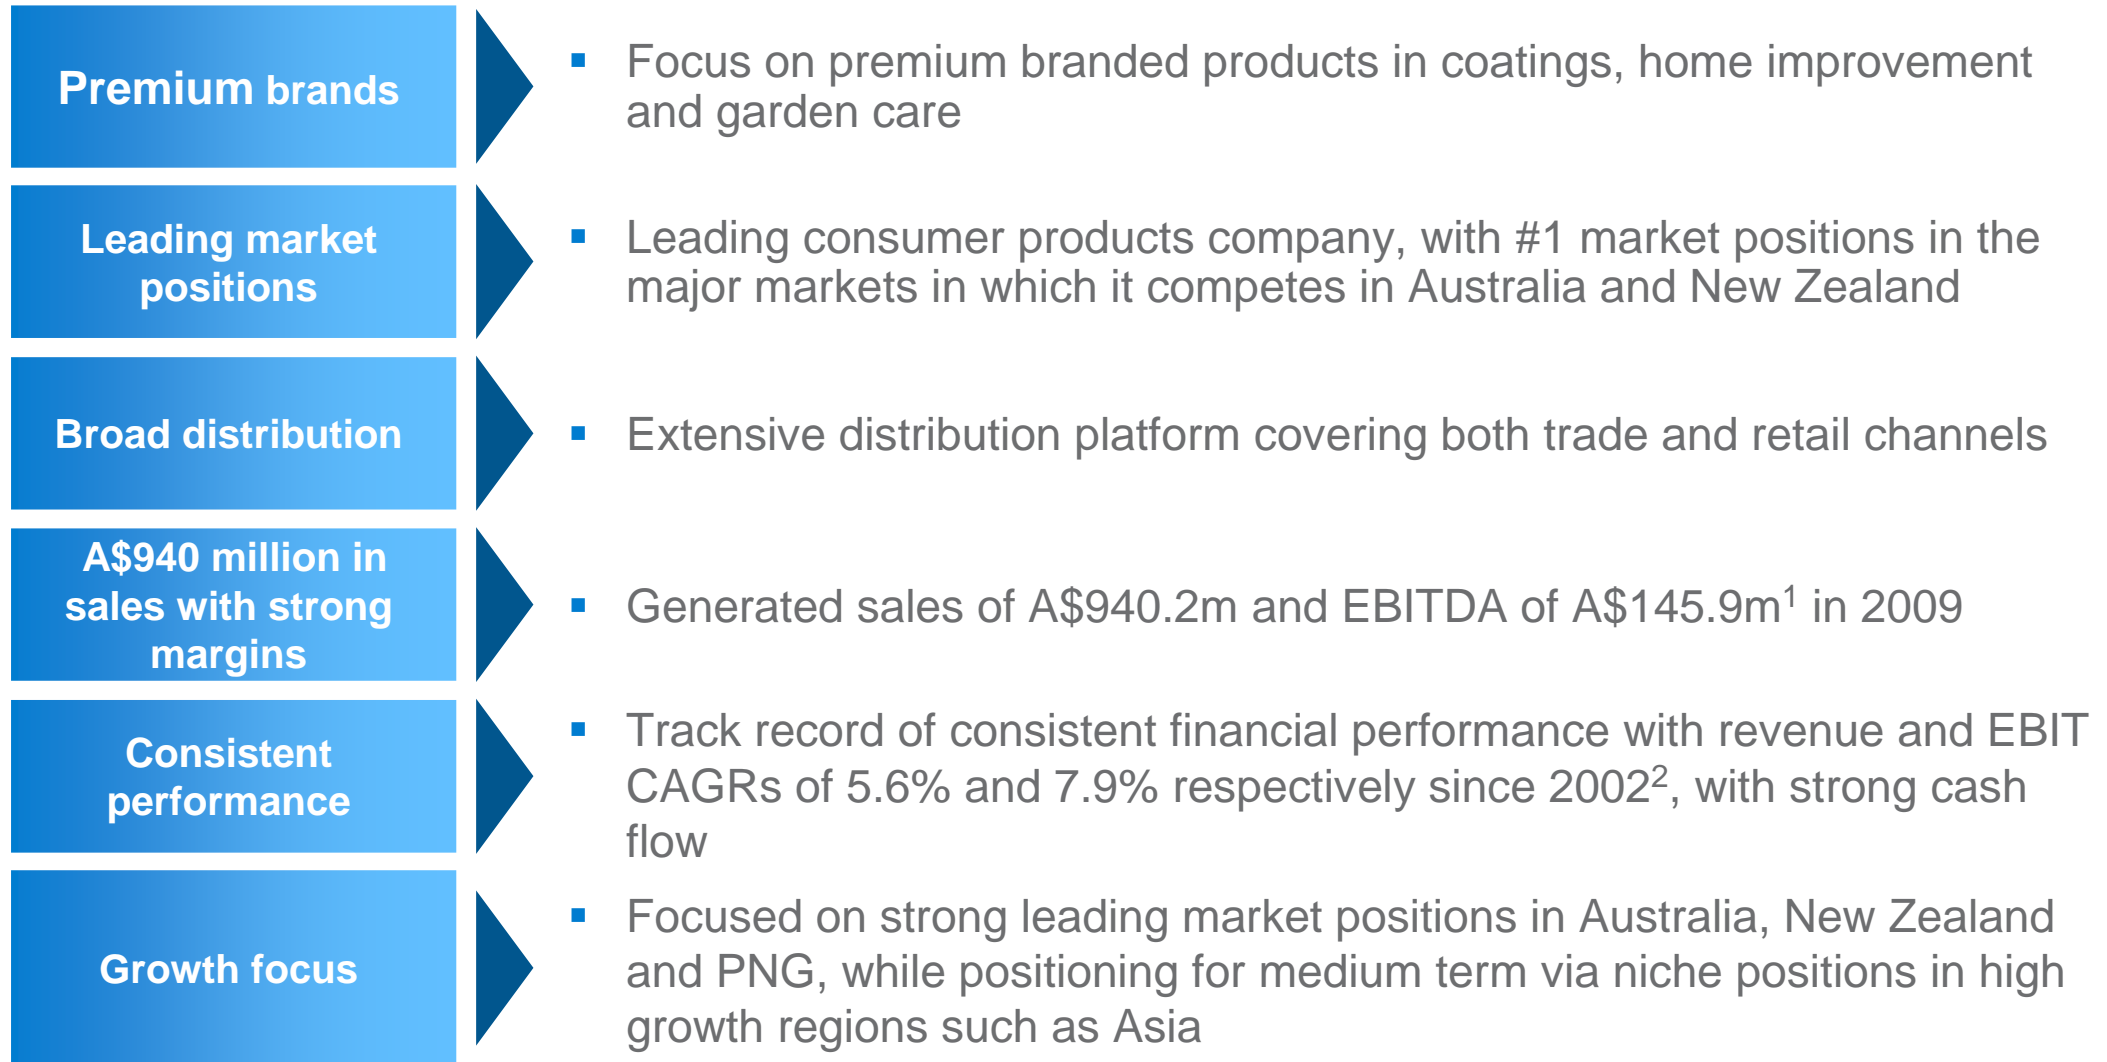 Premium brands
Focus on premium branded products in coatings, home improvement
and garden care
Leading market
positions
Leading consumer products company, with #1 market positions in the
major markets in which it competes in Australia and New Zealand
Broad distribution
Extensive distribution platform covering both trade and retail channels
A$940 million in
sales with strong
margins
Generated sales of A$940.2m and EBITDA of A$145.9m¹ in 2009
Consistent
performance
Track record of consistent financial performance with revenue and EBIT
CAGRs of 5.6% and 7.9% respectively since 2002², with strong cash
flow
Growth focus
Focused on strong leading market positions in Australia, New Zealand
and PNG, while positioning for medium term via niche positions in high
growth regions such as Asia